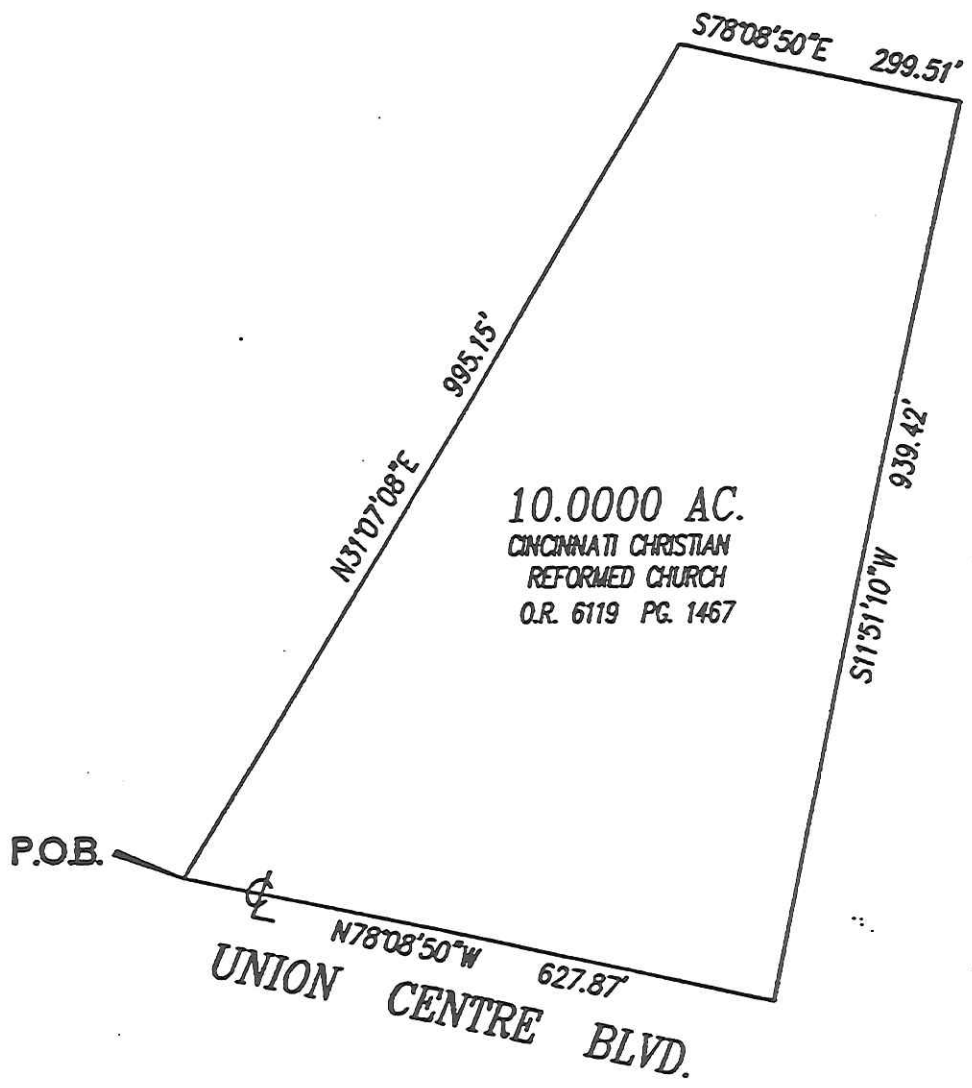 S78°08'50"E 299.51'
995.15'
N31°07'08"E
939.42'
S11°51'10"W
10.0000 AC.
CINCINNATI CHRISTIAN
REFORMED CHURCH
O.R. 6119 PG. 1467
P.O.B.
℄
N78°08'50"W 627.87'
UNION CENTRE BLVD.